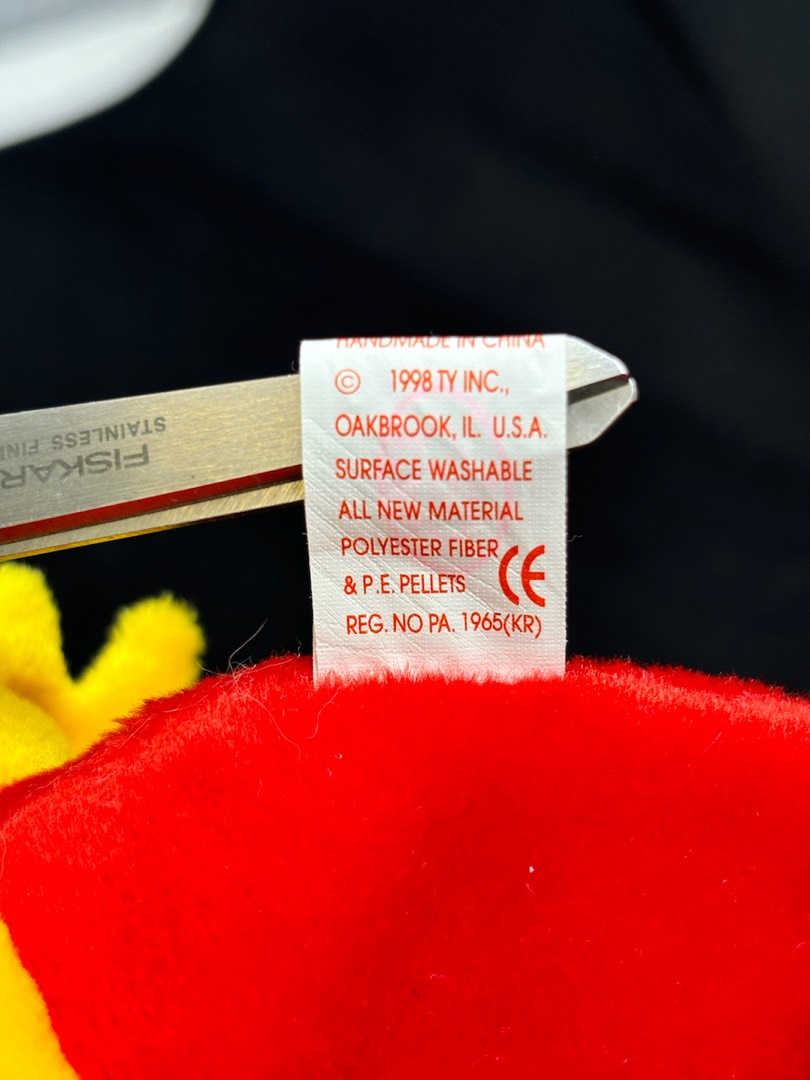 HANDMADE IN CHINA
© 1998 TY INC.,
OAKBROOK, IL. U.S.A.
SURFACE WASHABLE
ALL NEW MATERIAL
POLYESTER FIBER
& P.E. PELLETS
CE
REG. NO PA. 1965(KR)
FISKAR
STAINLESS FIN